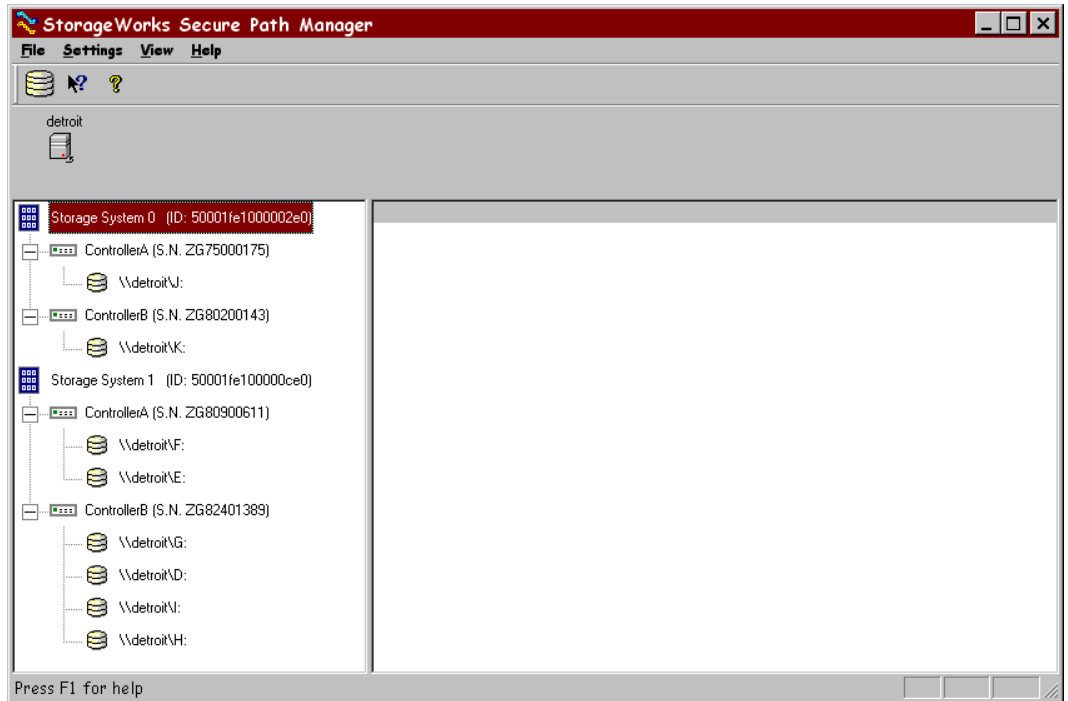 StorageWorks Secure Path Manager
File Settings View Help
detroit
Storage System 0 (ID: 50001fe1000002e0)
ControllerA (S.N. ZG75000175)
\\detroit\J:
ControllerB (S.N. ZG80200143)
\\detroit\K:
Storage System 1 (ID: 50001fe100000ce0)
ControllerA (S.N. ZG80900611)
\\detroit\F:
\\detroit\E:
ControllerB (S.N. ZG82401389)
\\detroit\G:
\\detroit\D:
\\detroit\I:
\\detroit\H:
Press F1 for help